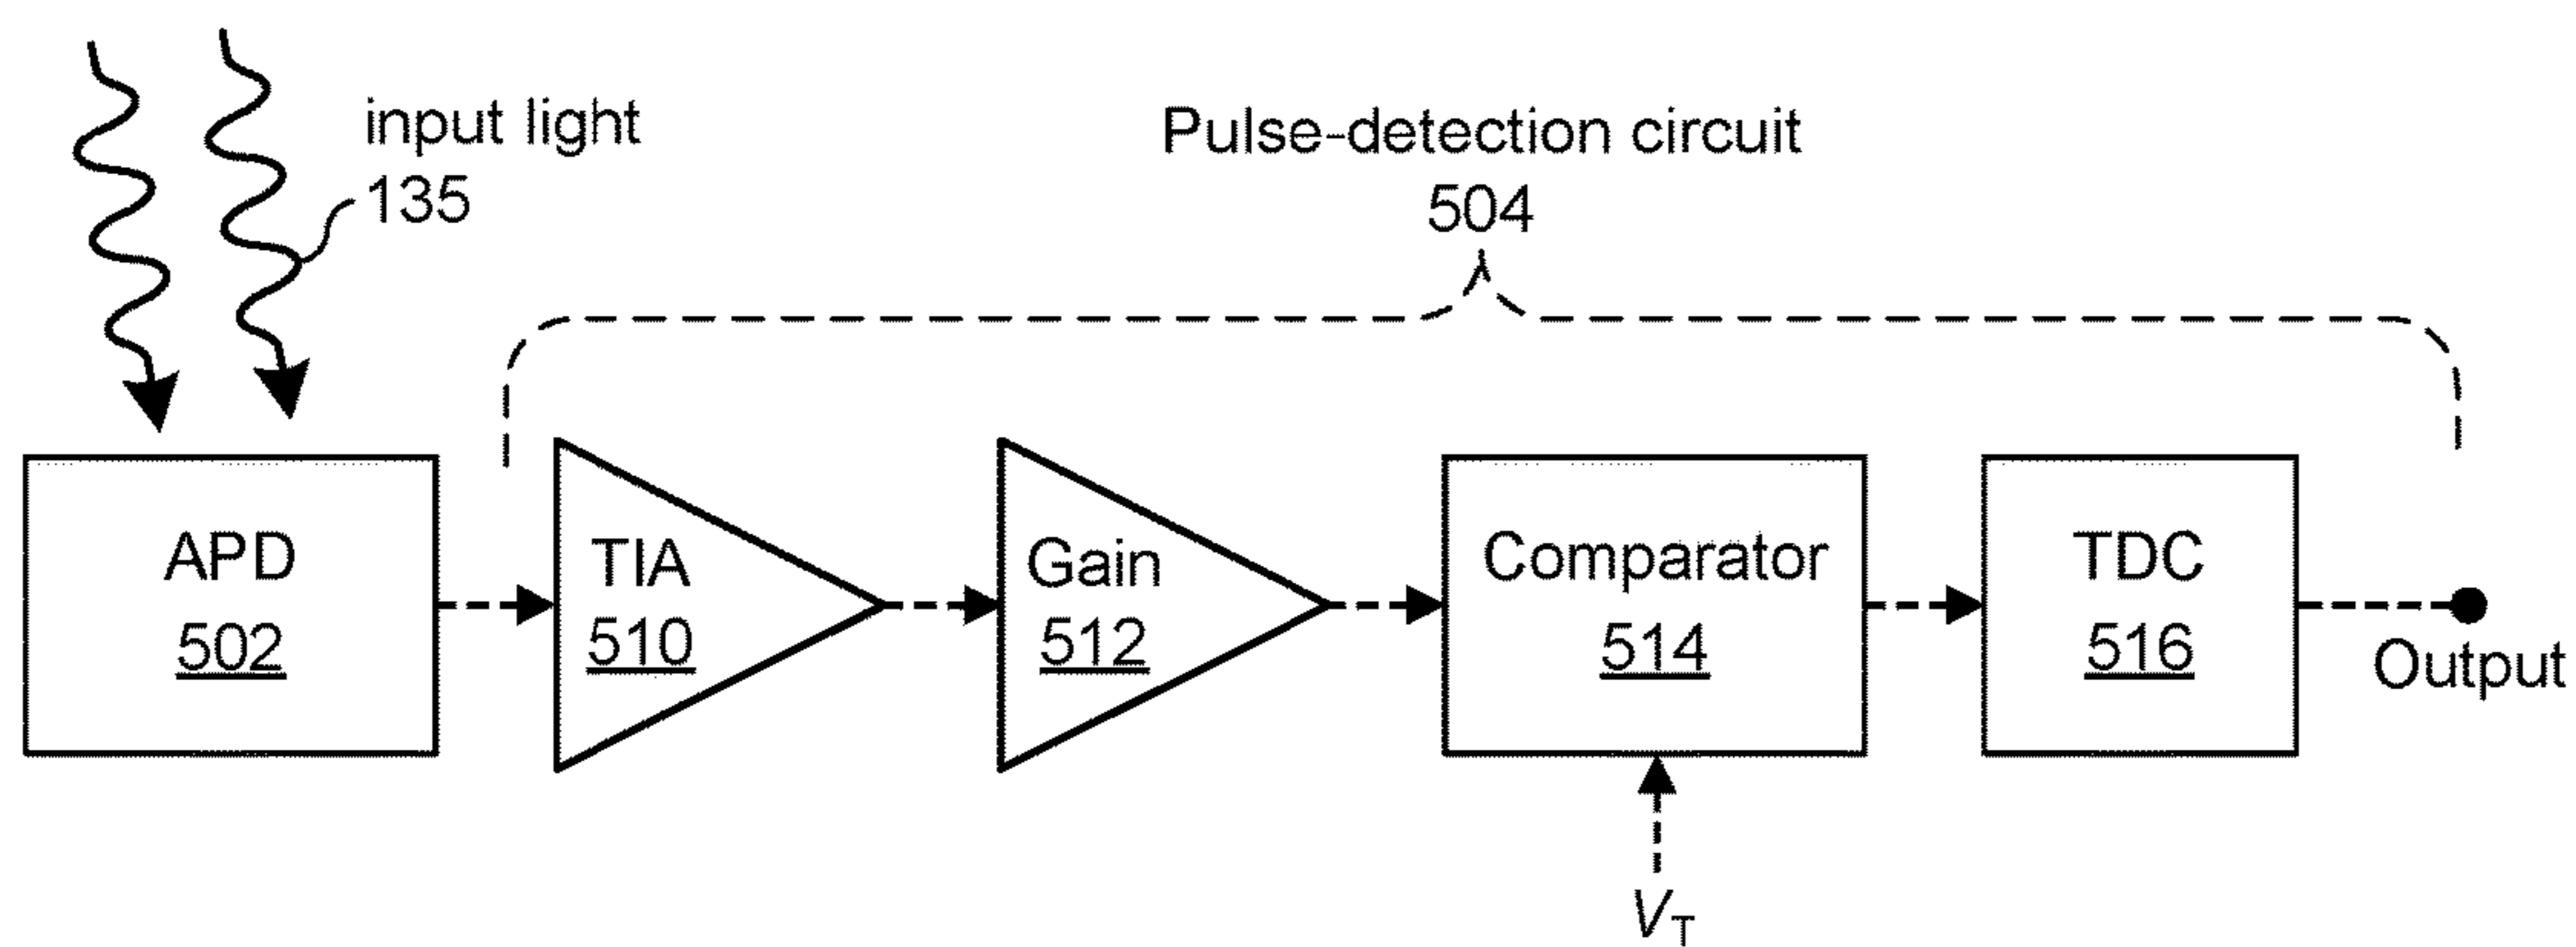 input light
135
Pulse-detection circuit
504
APD
502
TIA
510
Gain
512
Comparator
514
TDC
516
Output
VT